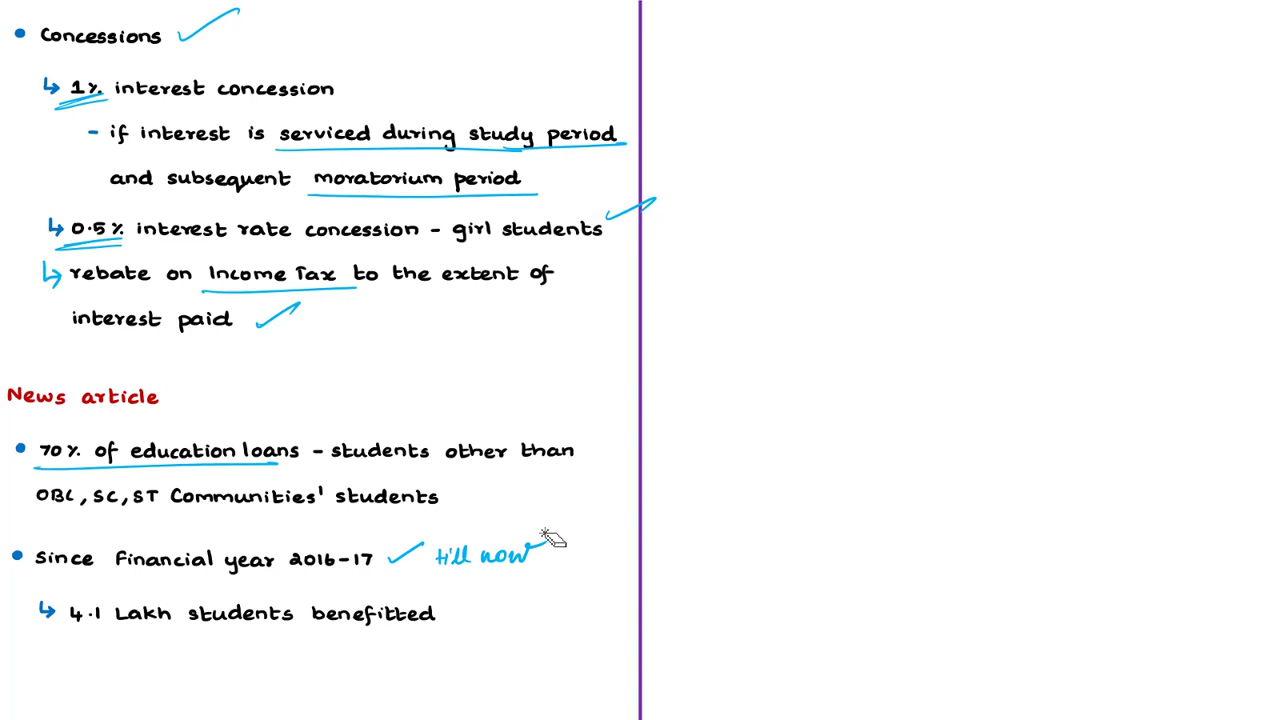 Concessions
1% interest concession
- if interest is serviced during study period
and subsequent moratorium period
0.5% interest rate concession - girl students
rebate on Income Tax to the extent of
interest paid
News article
70% of education loans - students other than
OBC, SC, ST Communities' students
Since Financial year 2016-17 till now
4.1 Lakh students benefitted